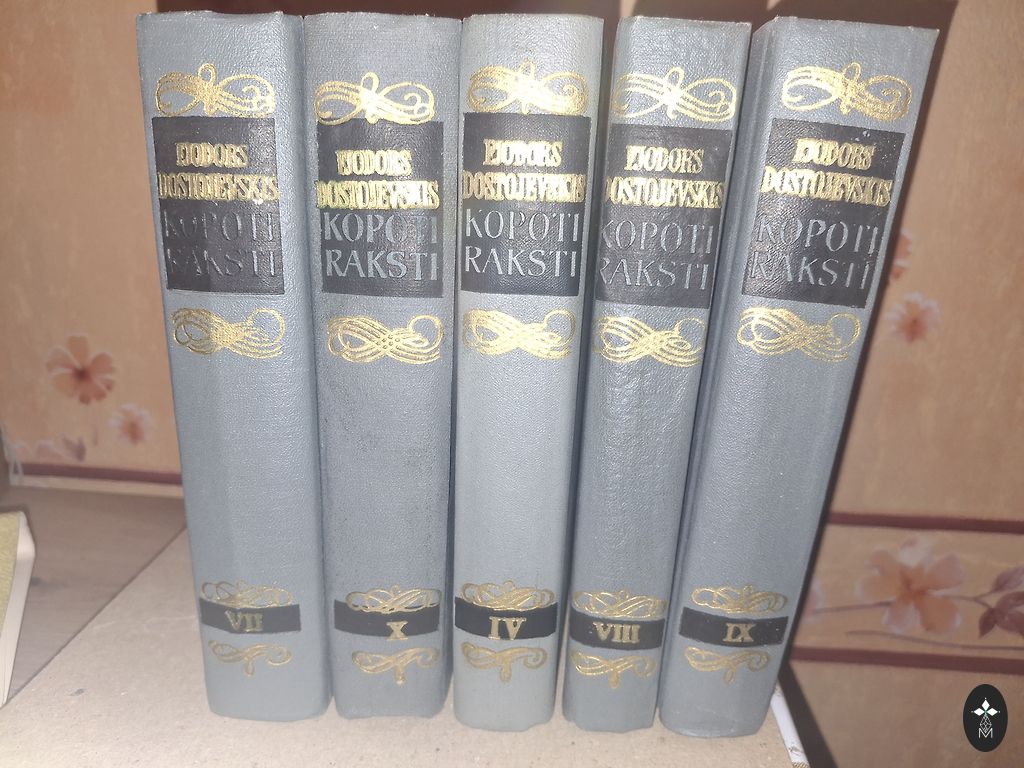 FJODORS
DOSTOJEVSKIS
KOPOTI
RAKSTI
VII
FJODORS
DOSTOJEVSKIS
KOPOTI
RAKSTI
X
FJODORS
DOSTOJEVSKIS
KOPOTI
RAKSTI
IV
FJODORS
DOSTOJEVSKIS
KOPOTI
RAKSTI
VIII
FJODORS
DOSTOJEVSKIS
KOPOTI
RAKSTI
IX
M